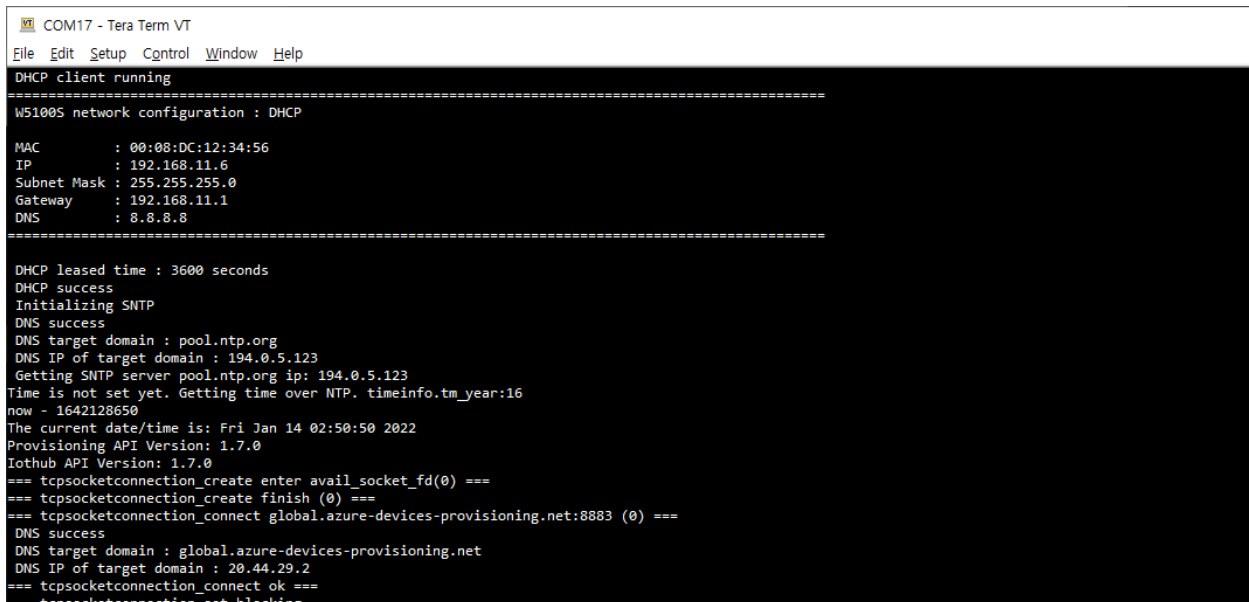 COM17 - Tera Term VT
File Edit Setup Control Window Help
DHCP client running
====================================================================================================
W5100S network configuration : DHCP
MAC : 00:08:DC:12:34:56
IP : 192.168.11.6
Subnet Mask : 255.255.255.0
Gateway : 192.168.11.1
DNS : 8.8.8.8
====================================================================================================
DHCP leased time : 3600 seconds
DHCP success
Initializing SNTP
DNS success
DNS target domain : pool.ntp.org
DNS IP of target domain : 194.0.5.123
Getting SNTP server pool.ntp.org ip: 194.0.5.123
Time is not set yet. Getting time over NTP. timeinfo.tm_year:16
now - 1642128650
The current date/time is: Fri Jan 14 02:50:50 2022
Provisioning API Version: 1.7.0
Iothub API Version: 1.7.0
=== tcpsocketconnection_create enter avail_socket_fd(0) ===
=== tcpsocketconnection_create finish (0) ===
=== tcpsocketconnection_connect global.azure-devices-provisioning.net:8883 (0) ===
DNS success
DNS target domain : global.azure-devices-provisioning.net
DNS IP of target domain : 20.44.29.2
=== tcpsocketconnection_connect ok ===